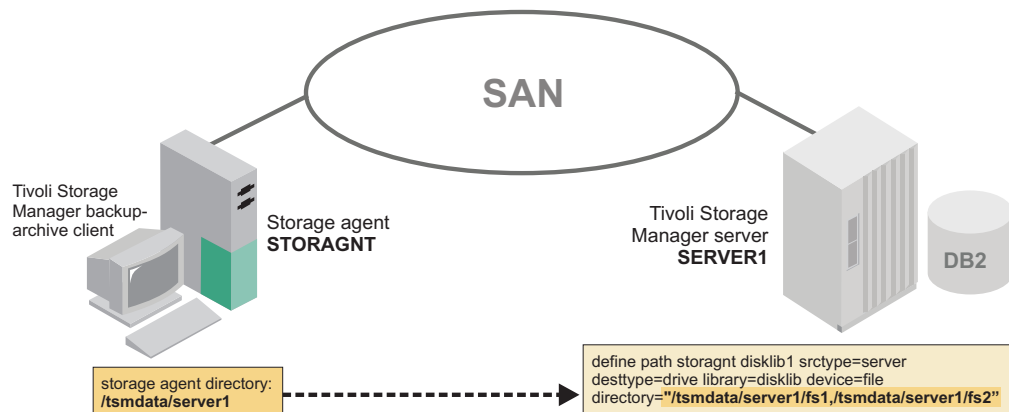 SAN
Tivoli Storage
Manager backup-
archive client
Storage agent
STORAGNT
Tivoli Storage
Manager server
SERVER1
DB2
storage agent directory:
/tsmdata/server1
define path storagnt disklib1 srctype=server
desttype=drive library=disklib device=file
directory="/tsmdata/server1/fs1,/tsmdata/server1/fs2”